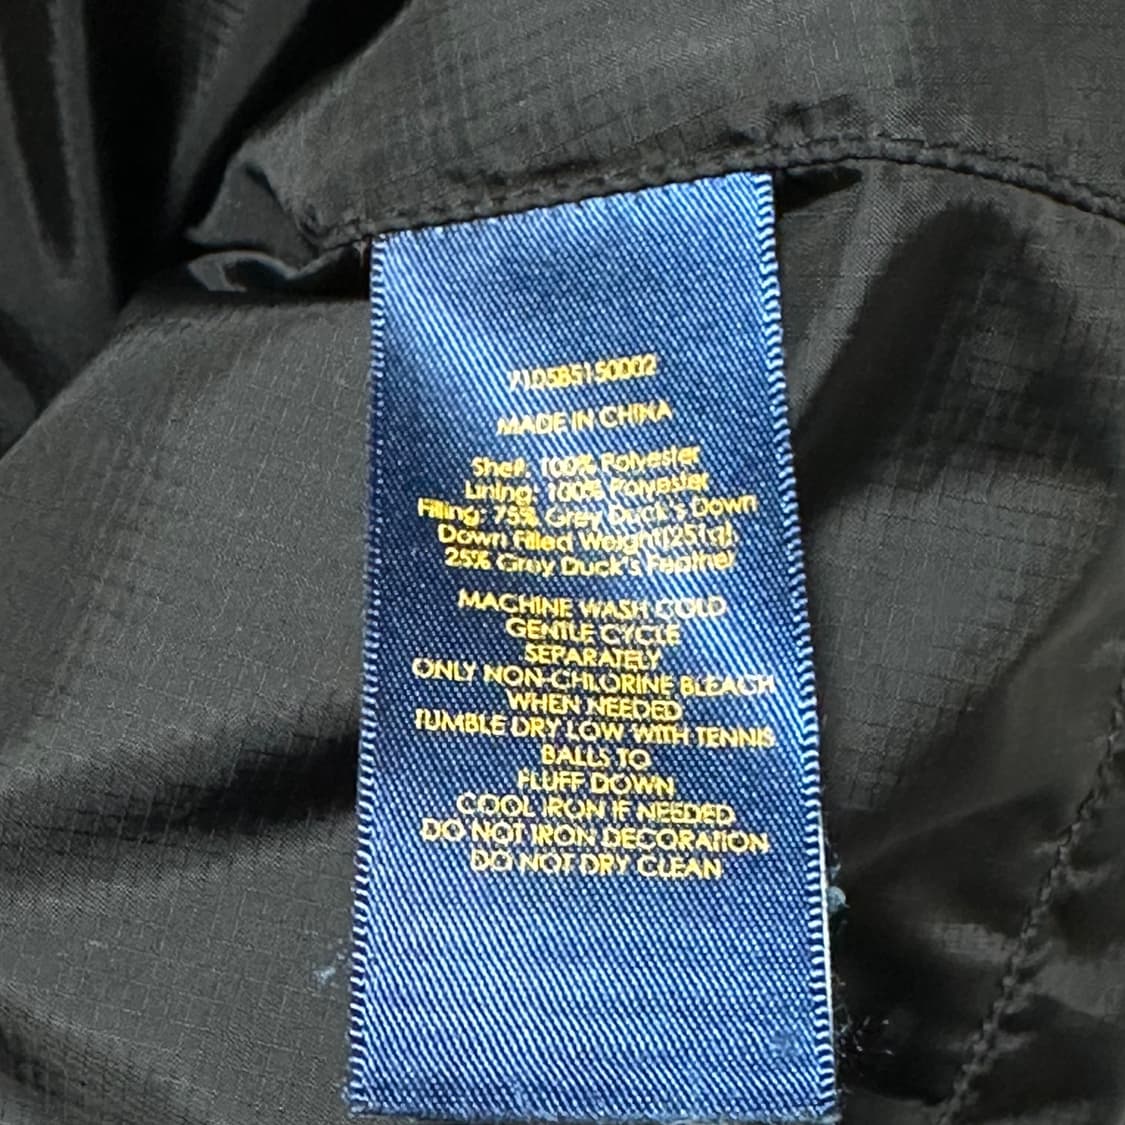 710585150002
MADE IN CHINA
Shell: 100% Polyester
Lining: 100% Polyester
Filling: 75% Grey Duck's Down
Down Filled Weight(251g)
25% Grey Duck's Feather
MACHINE WASH COLD
GENTLE CYCLE
SEPARATELY
ONLY NON-CHLORINE BLEACH
WHEN NEEDED
TUMBLE DRY LOW WITH TENNIS
BALLS TO
FLUFF DOWN
COOL IRON IF NEEDED
DO NOT IRON DECORATION
DO NOT DRY CLEAN